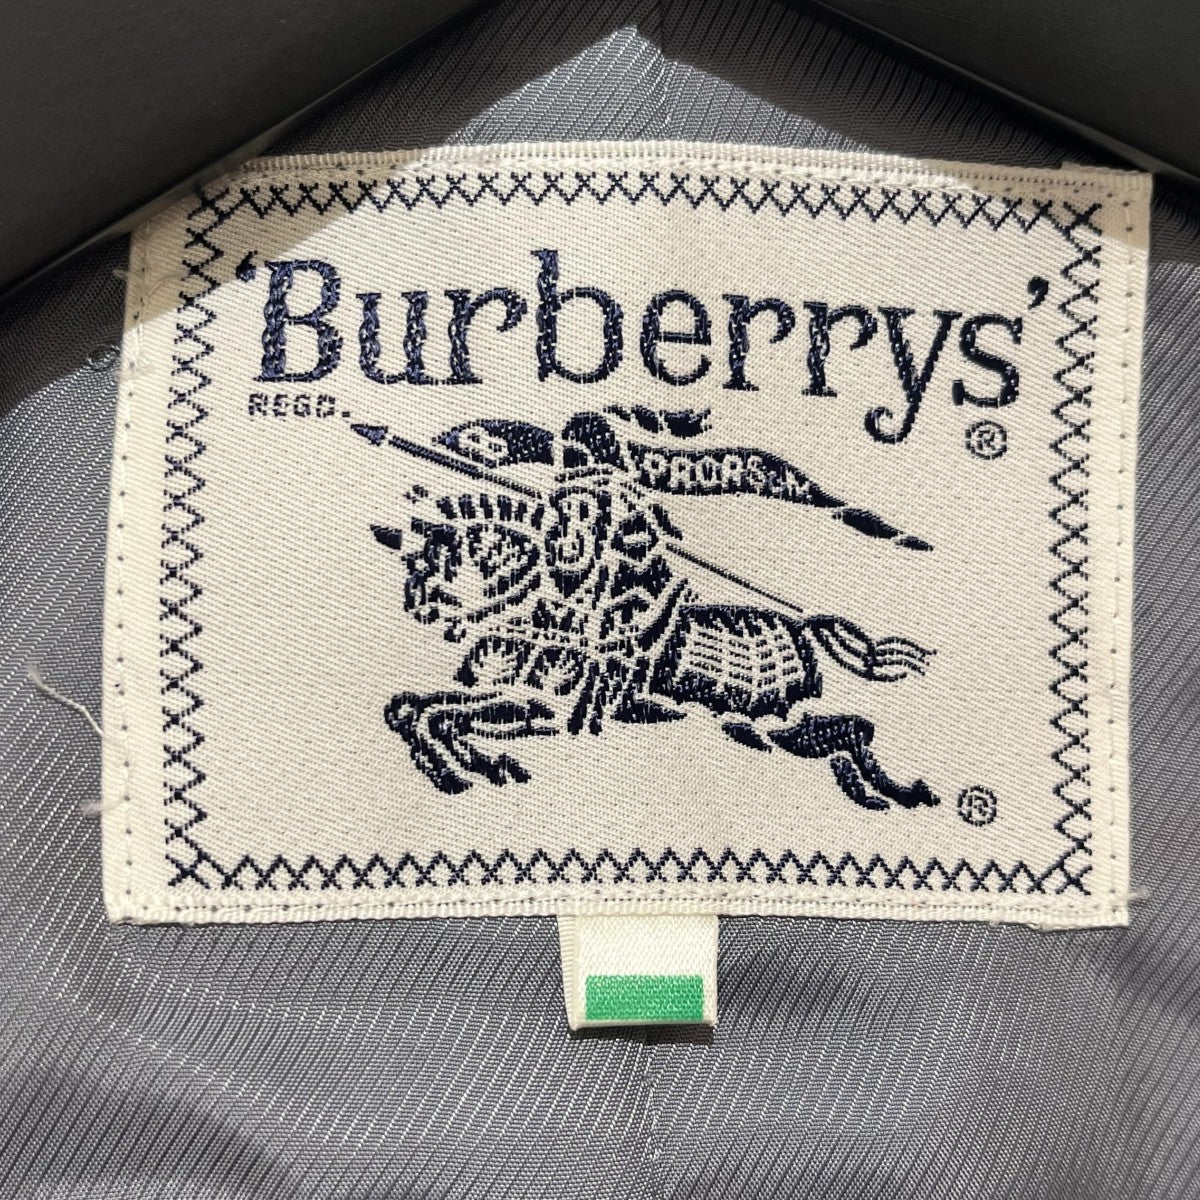 'Burberrys'
REGD.
®
PRORSUM
B
®